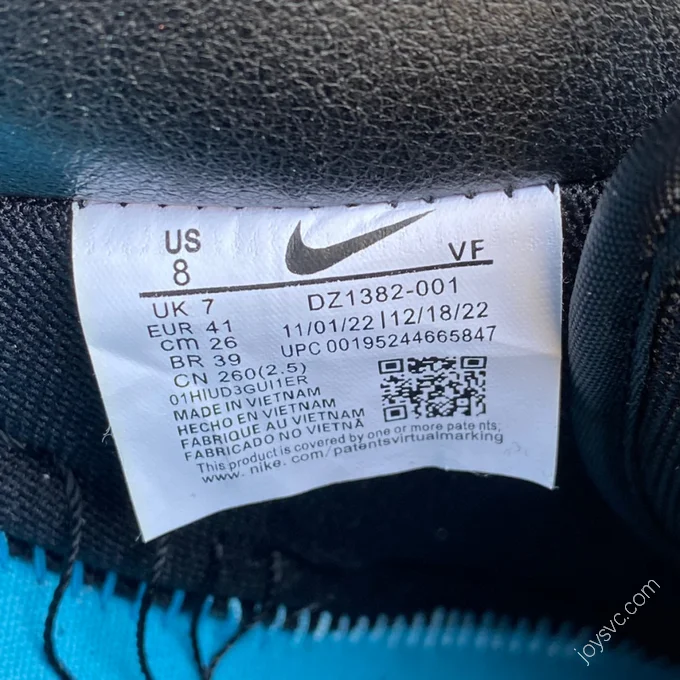 US
8
VF
UK 7
DZ1382-001
EUR 41
11/01/22 | 12/18/22
cm 26
UPC 00195244665847
BR 39
CN 260(2.5)
01HIUD3GUI1ER
MADE IN VIETNAM
HECHO EN VIETNAM
FABRIQUE AU VIETNAM
FABRICADO NO VIETNÃ
This product is covered by one or more patents;
www.nike.com/patentsvirtualmarking
joysvc.com